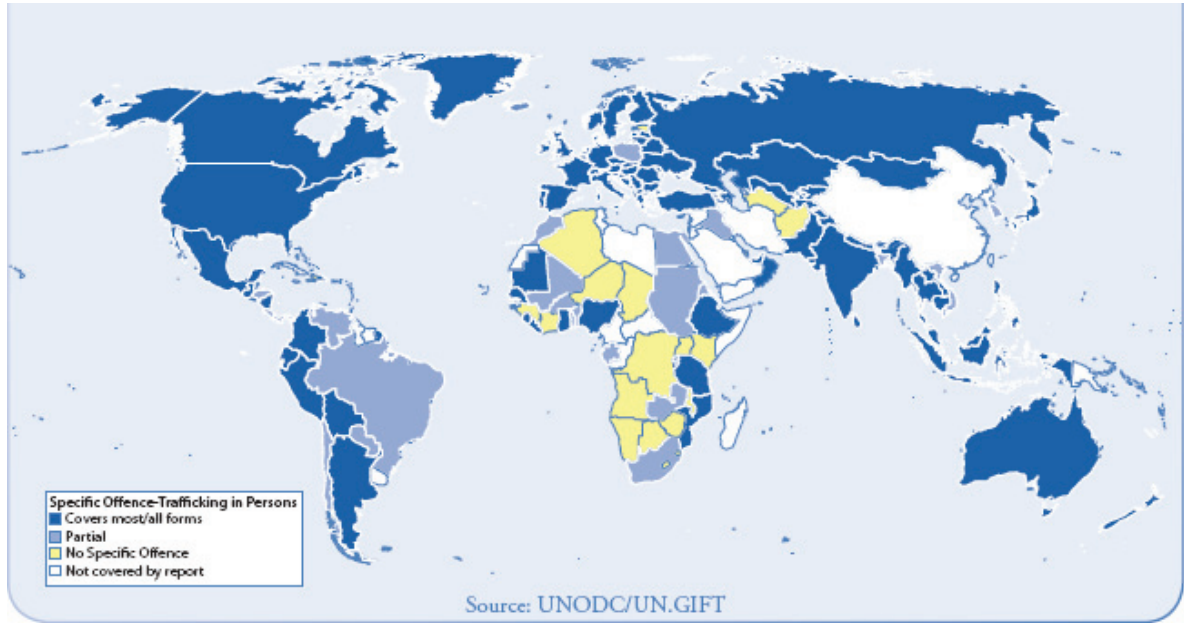 Specific Offence-Trafficking in Persons
Covers most/all forms
Partial
No Specific Offence
Not covered by report
Source: UNODC/UN.GIFT